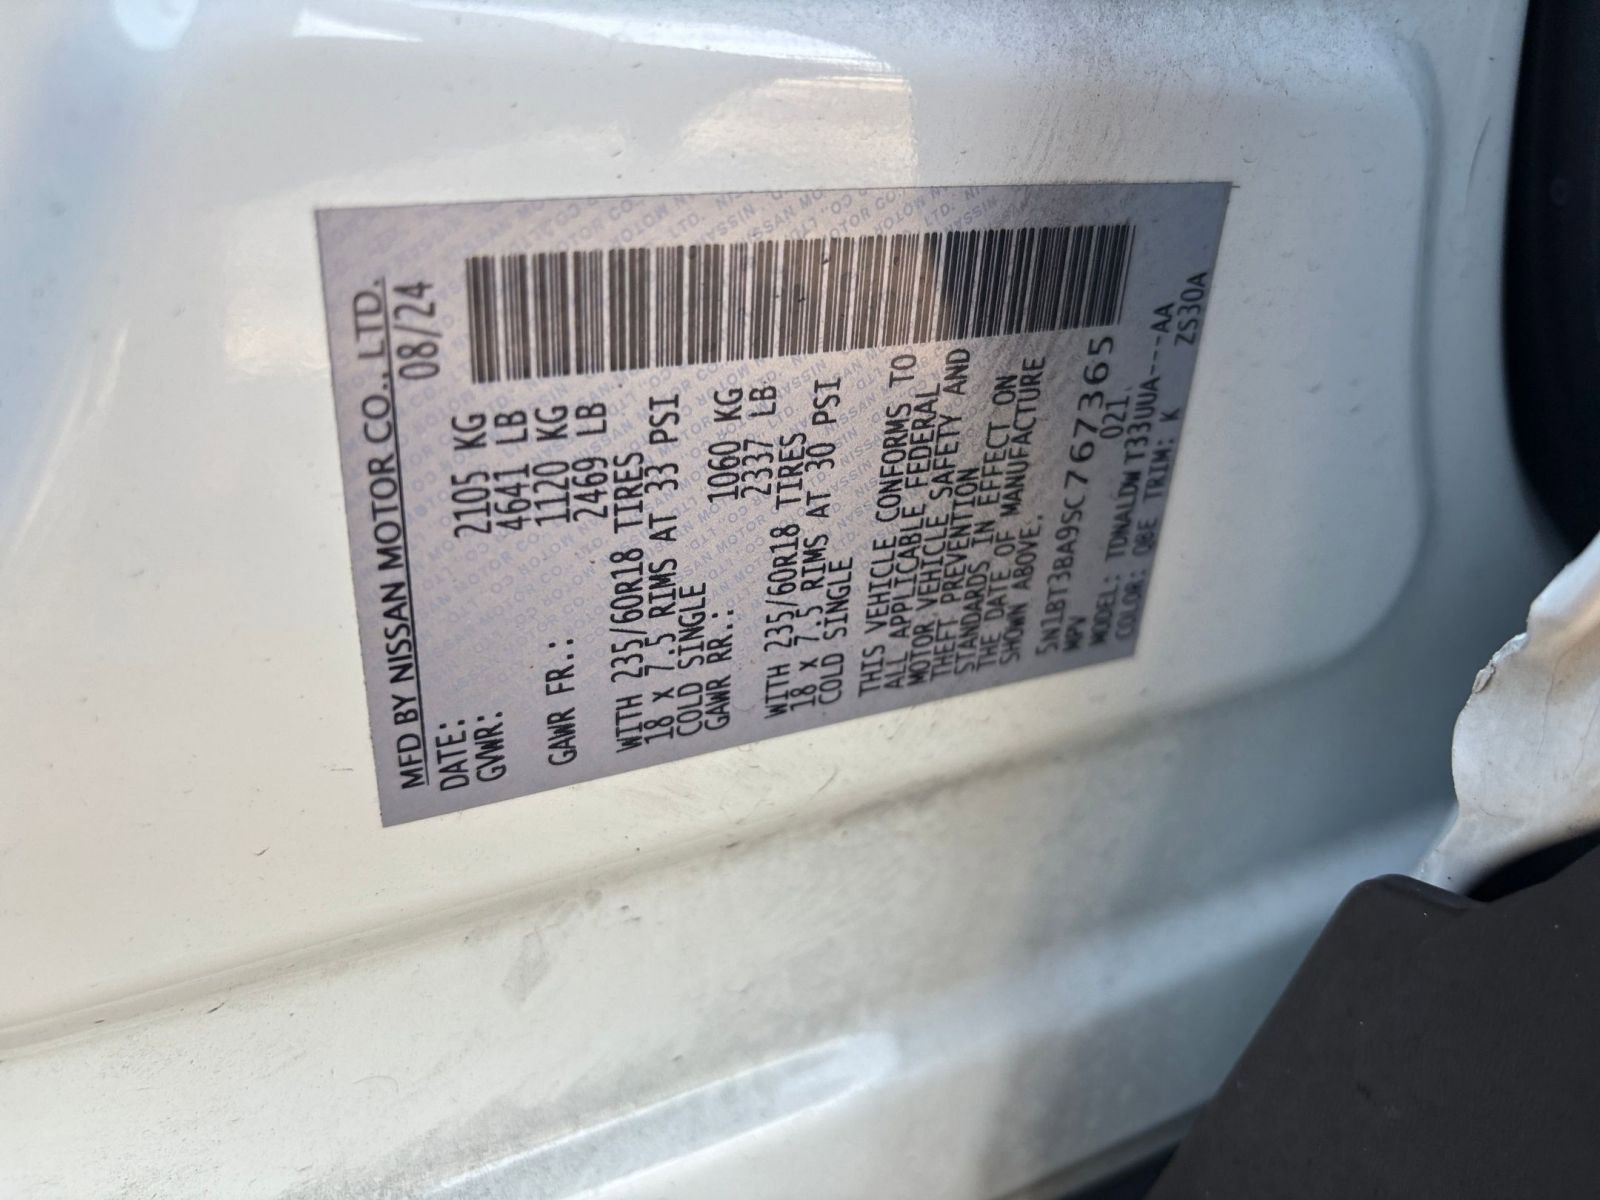 MFD BY NISSAN MOTOR CO., LTD.
DATE: 08/24
GVWR: 2105 KG
4641 LB
GAWR FR.: 1120 KG
2469 LB
WITH 235/60R18 TIRES
18 x 7.5 RIMS AT 33 PSI
COLD SINGLE
GAWR RR.: 1060 KG
2337 LB
WITH 235/60R18 TIRES
18 x 7.5 RIMS AT 30 PSI
COLD SINGLE
THIS VEHICLE CONFORMS TO
ALL APPLICABLE FEDERAL
MOTOR VEHICLE SAFETY AND
THEFT PREVENTION
STANDARDS IN EFFECT ON
THE DATE OF MANUFACTURE
SHOWN ABOVE.
5N1BT3BA9SC767365
MPV 021
MODEL: TDNALDW T33UUA---AA
COLOR: QBE TRIM: K ZS30A